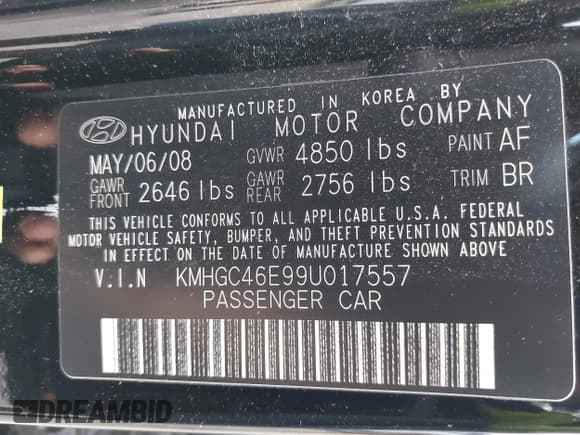 MANUFACTURED IN KOREA BY
HYUNDAI MOTOR COMPANY
MAY/06/08 GVWR 4850 lbs PAINT AF
GAWR FRONT 2646 lbs GAWR REAR 2756 lbs TRIM BR
THIS VEHICLE CONFORMS TO ALL APPLICABLE U.S.A. FEDERAL
MOTOR VEHICLE SAFETY, BUMPER, AND THEFT PREVENTION STANDARDS
IN EFFECT ON THE DATE OF MANUFACTURE SHOWN ABOVE
V.I.N KMHGC46E99U017557
PASSENGER CAR
DREAMBID